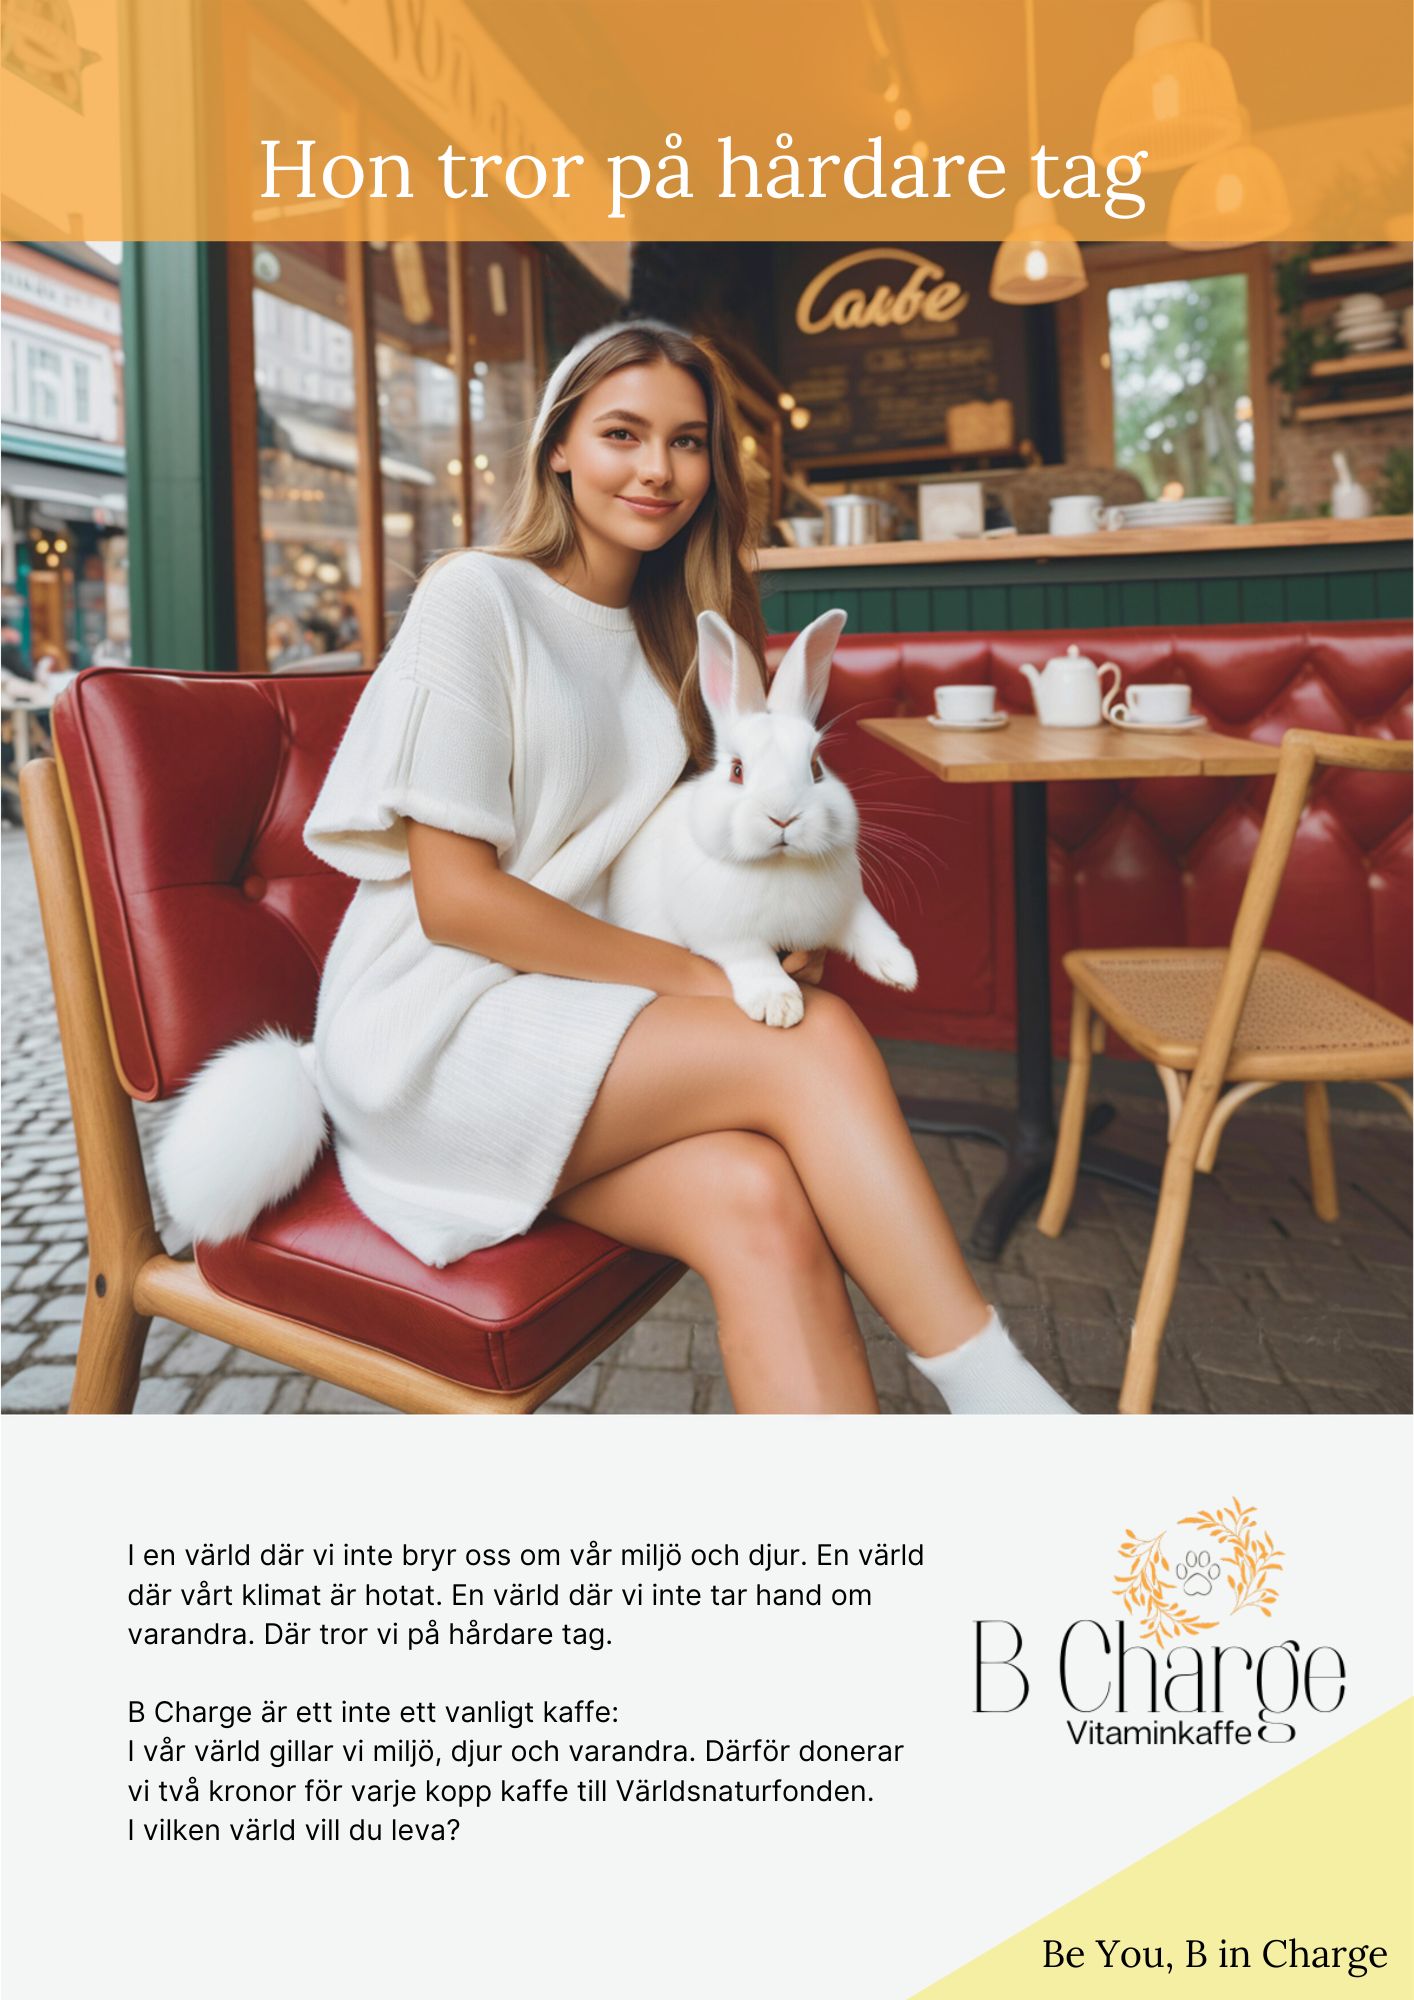 Hon tror på hårdare tag
Carbe
I en värld där vi inte bryr oss om vår miljö och djur. En värld
där vårt klimat är hotat. En värld där vi inte tar hand om
varandra. Där tror vi på hårdare tag.
B Charge är ett inte ett vanligt kaffe:
I vår värld gillar vi miljö, djur och varandra. Därför donerar
vi två kronor för varje kopp kaffe till Världsnaturfonden.
I vilken värld vill du leva?
B Charge
Vitaminkaffe
Be You, B in Charge